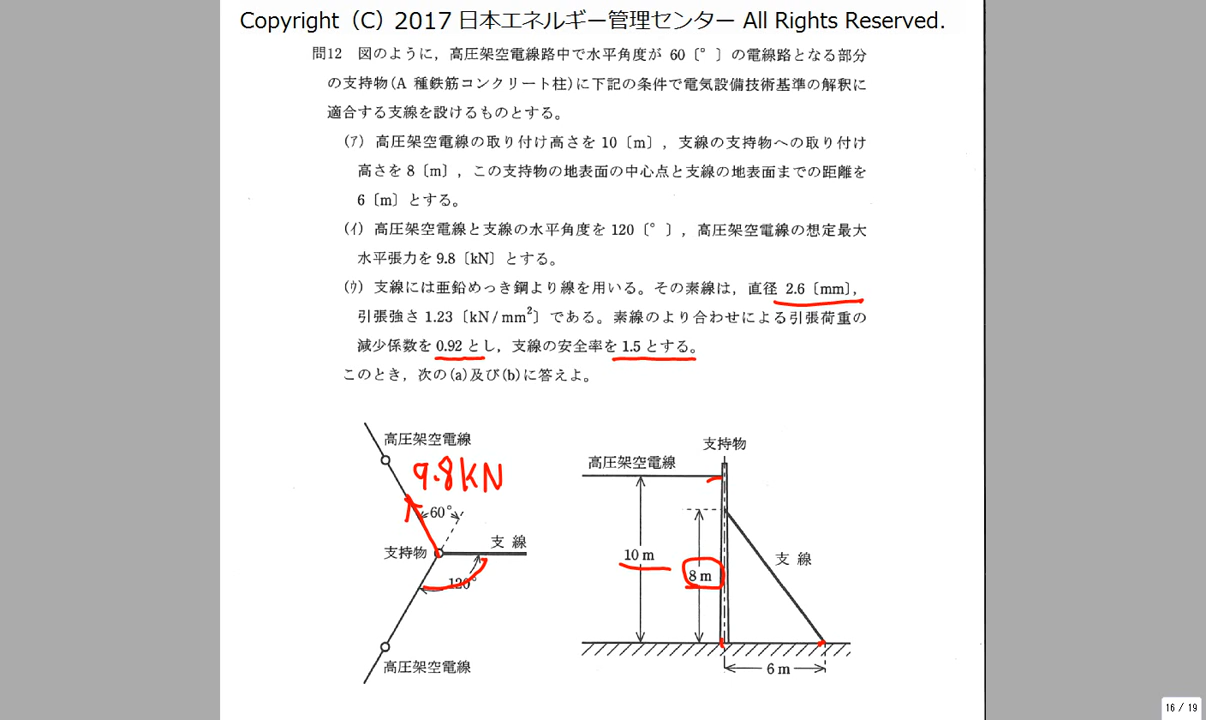 Copyright (C) 2017 日本エネルギー管理センター All Rights Reserved.
問12 図のように，高圧架空電線路中で水平角度が 60〔°〕の電線路となる部分
の支持物(A 種鉄筋コンクリート柱)に下記の条件で電気設備技術基準の解釈に
適合する支線を設けるものとする。
(ア) 高圧架空電線の取り付け高さを 10〔m〕，支線の支持物への取り付け
高さを 8〔m〕，この支持物の地表面の中心点と支線の地表面までの距離を
6〔m〕とする。
(イ) 高圧架空電線と支線の水平角度を 120〔°〕，高圧架空電線の想定最大
水平張力を 9.8〔kN〕とする。
(ウ) 支線には亜鉛めっき鋼より線を用いる。その素線は，直径 2.6〔mm〕，
引張強さ 1.23〔kN/mm²〕である。素線のより合わせによる引張荷重の
減少係数を 0.92 とし，支線の安全率を 1.5 とする。
このとき，次の(a)及び(b)に答えよ。
高圧架空電線
9.8kN
60°
支持物
支 線
120°
高圧架空電線
支持物
高圧架空電線
10 m
8 m
支 線
6 m
16 / 19